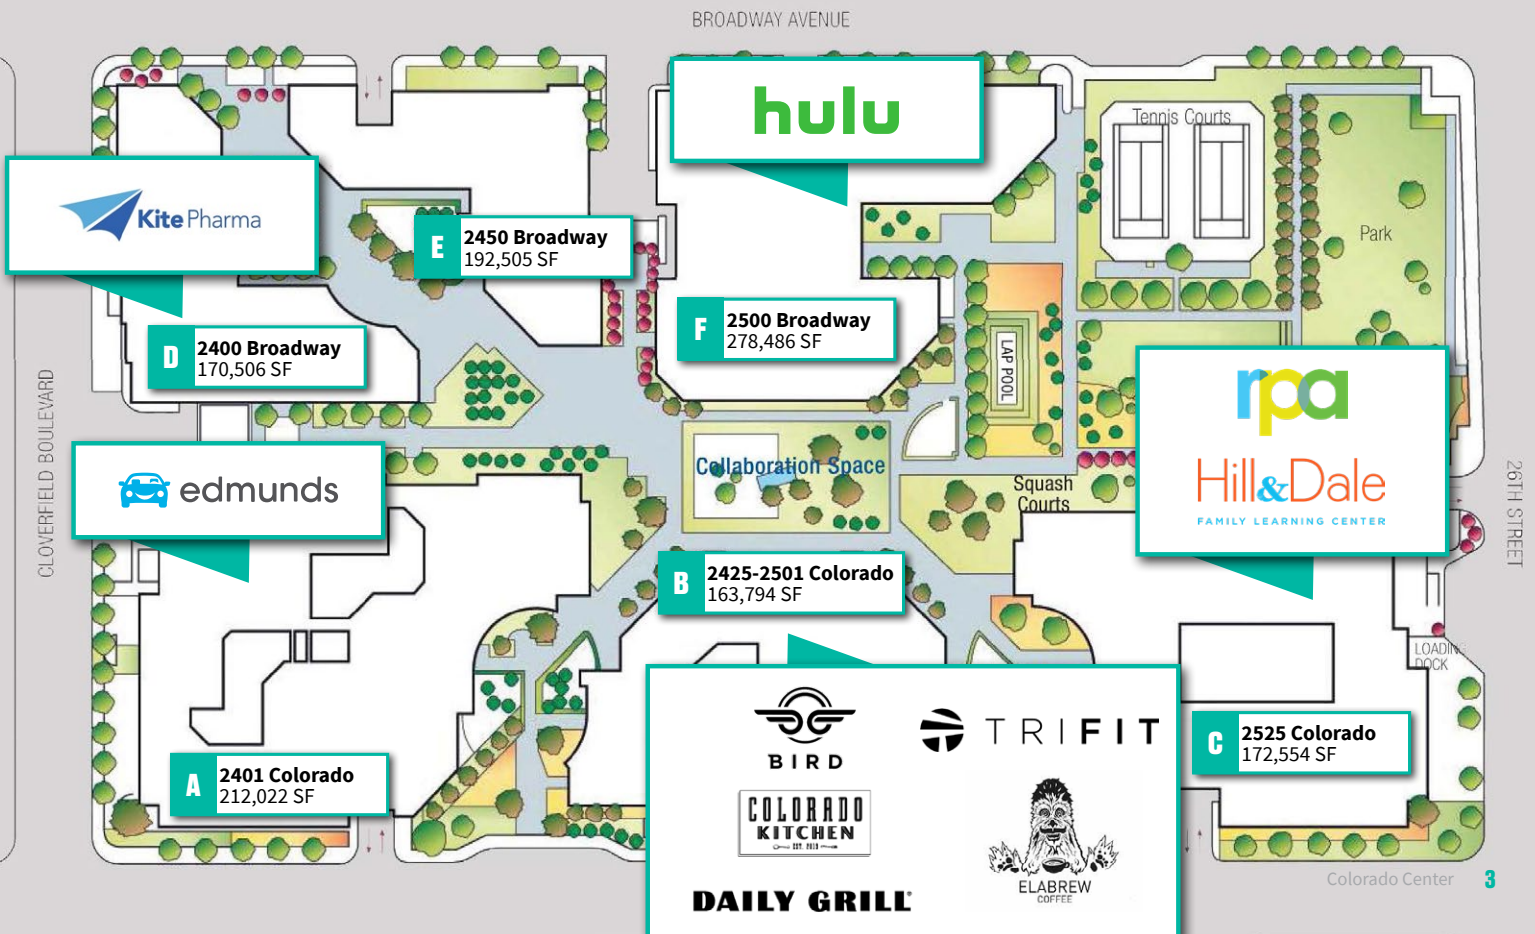 BROADWAY AVENUE
hulu
Tennis Courts
Park
Kite Pharma
E
2450 Broadway
192,505 SF
D
2400 Broadway
170,506 SF
F
2500 Broadway
278,486 SF
LAP POOL
rpa
Hill&Dale
FAMILY LEARNING CENTER
CLOVERFIELD BOULEVARD
edmunds
Collaboration Space
Squash
Courts
26TH STREET
B
2425-2501 Colorado
163,794 SF
LOADING
DOCK
BIRD
TRIFIT
C
2525 Colorado
172,554 SF
A
2401 Colorado
212,022 SF
COLORADO
KITCHEN
EST. 2013
ELABREW
COFFEE
DAILY GRILL
Colorado Center 3